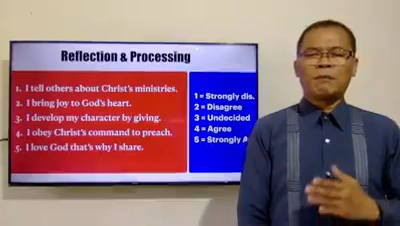 Reflection & Processing
1. I tell others about Christ's ministries.
2. I bring joy to God's heart.
3. I develop my character by giving.
4. I obey Christ's command to preach.
5. I love God that's why I share.
1 = Strongly dis.
2 = Disagree
3 = Undecided
4 = Agree
5 = Strongly A